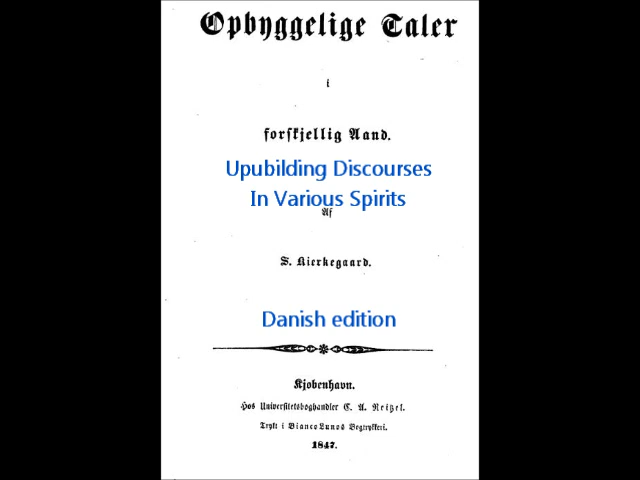 Opbyggelige Taler
i
forskjellig Aand.
Upubilding Discourses
In Various Spirits
Af
S. Kierkegaard.
Danish edition
Kjobenhavn.
Hos Universitetsboghandler C. A. Reitzel.
Trykt i Bianco Lunos Bogtrykkeri.
1847.